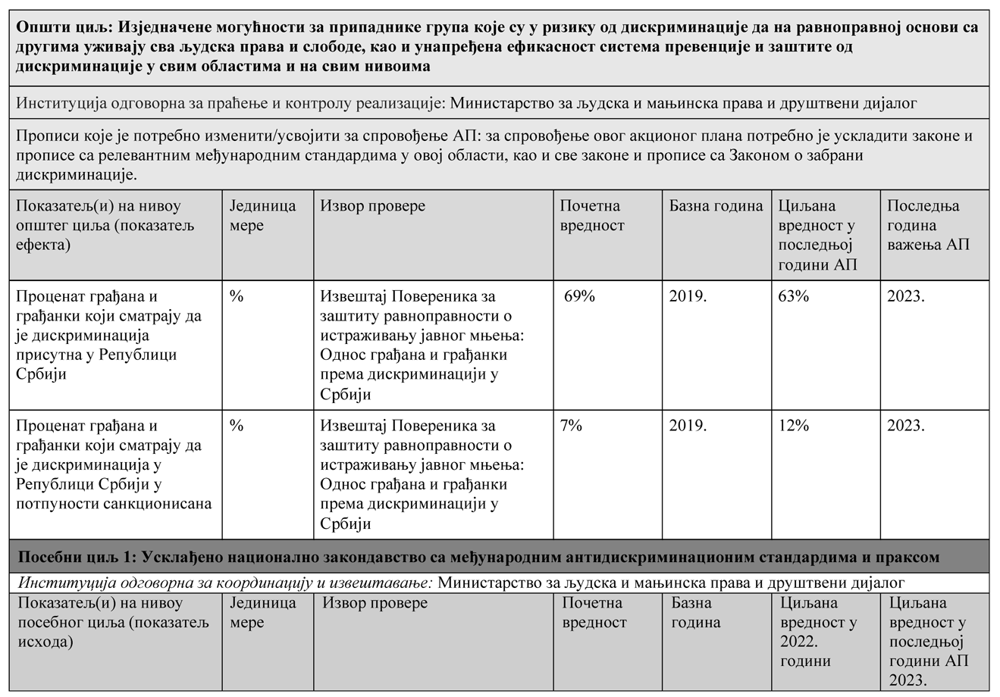 Општи циљ: Изједначене могућности за припаднике група које су у ризику од дискриминације да на равноправној основи са
другима уживају сва људска права и слободе, као и унапређена ефикасност система превенције и заштите од
дискриминације у свим областима и на свим нивоима
Институција одговорна за праћење и контролу реализације: Министарство за људска и мањинска права и друштвени дијалог
Прописи које је потребно изменити/усвојити за спровођење АП: за спровођење овог акционог плана потребно је ускладити законе и
прописе са релевантним међународним стандардима у овој области, као и све законе и прописе са Законом о забрани
дискриминације.
Показатељ(и) на нивоу
општег циља (показатељ
ефекта)
Јединица
мере
Извор провере
Почетна
вредност
Базна година
Циљана
вредност у
последњој
години АП
Последња
година
важења АП
Проценат грађана и
грађанки који сматрају да
је дискриминација
присутна у Републици
Србији
%
Извештај Повереника за
заштиту равноправности о
истраживању јавног мњења:
Однос грађана и грађанки
према дискриминацији у
Србији
69%
2019.
63%
2023.
Проценат грађана и
грађанки који сматрају да
је дискриминација у
Републици Србији у
потпуности санкционисана
%
Извештај Повереника за
заштиту равноправности о
истраживању јавног мњења:
Однос грађана и грађанки
према дискриминацији у
Србији
7%
2019.
12%
2023.
Посебни циљ 1: Усклађено национално закондавство са међународним антидискриминационим стандардима и праксом
Институција одговорна за координацију и извештавање: Министарство за људска и мањинска права и друштвени дијалог
Показатељ(и) на нивоу
посебног циља (показатељ
исхода)
Јединица
мере
Извор провере
Почетна
вредност
Базна
година
Циљана
вредност у
2022.
години
Циљана
вредност у
последњој
години АП
2023.